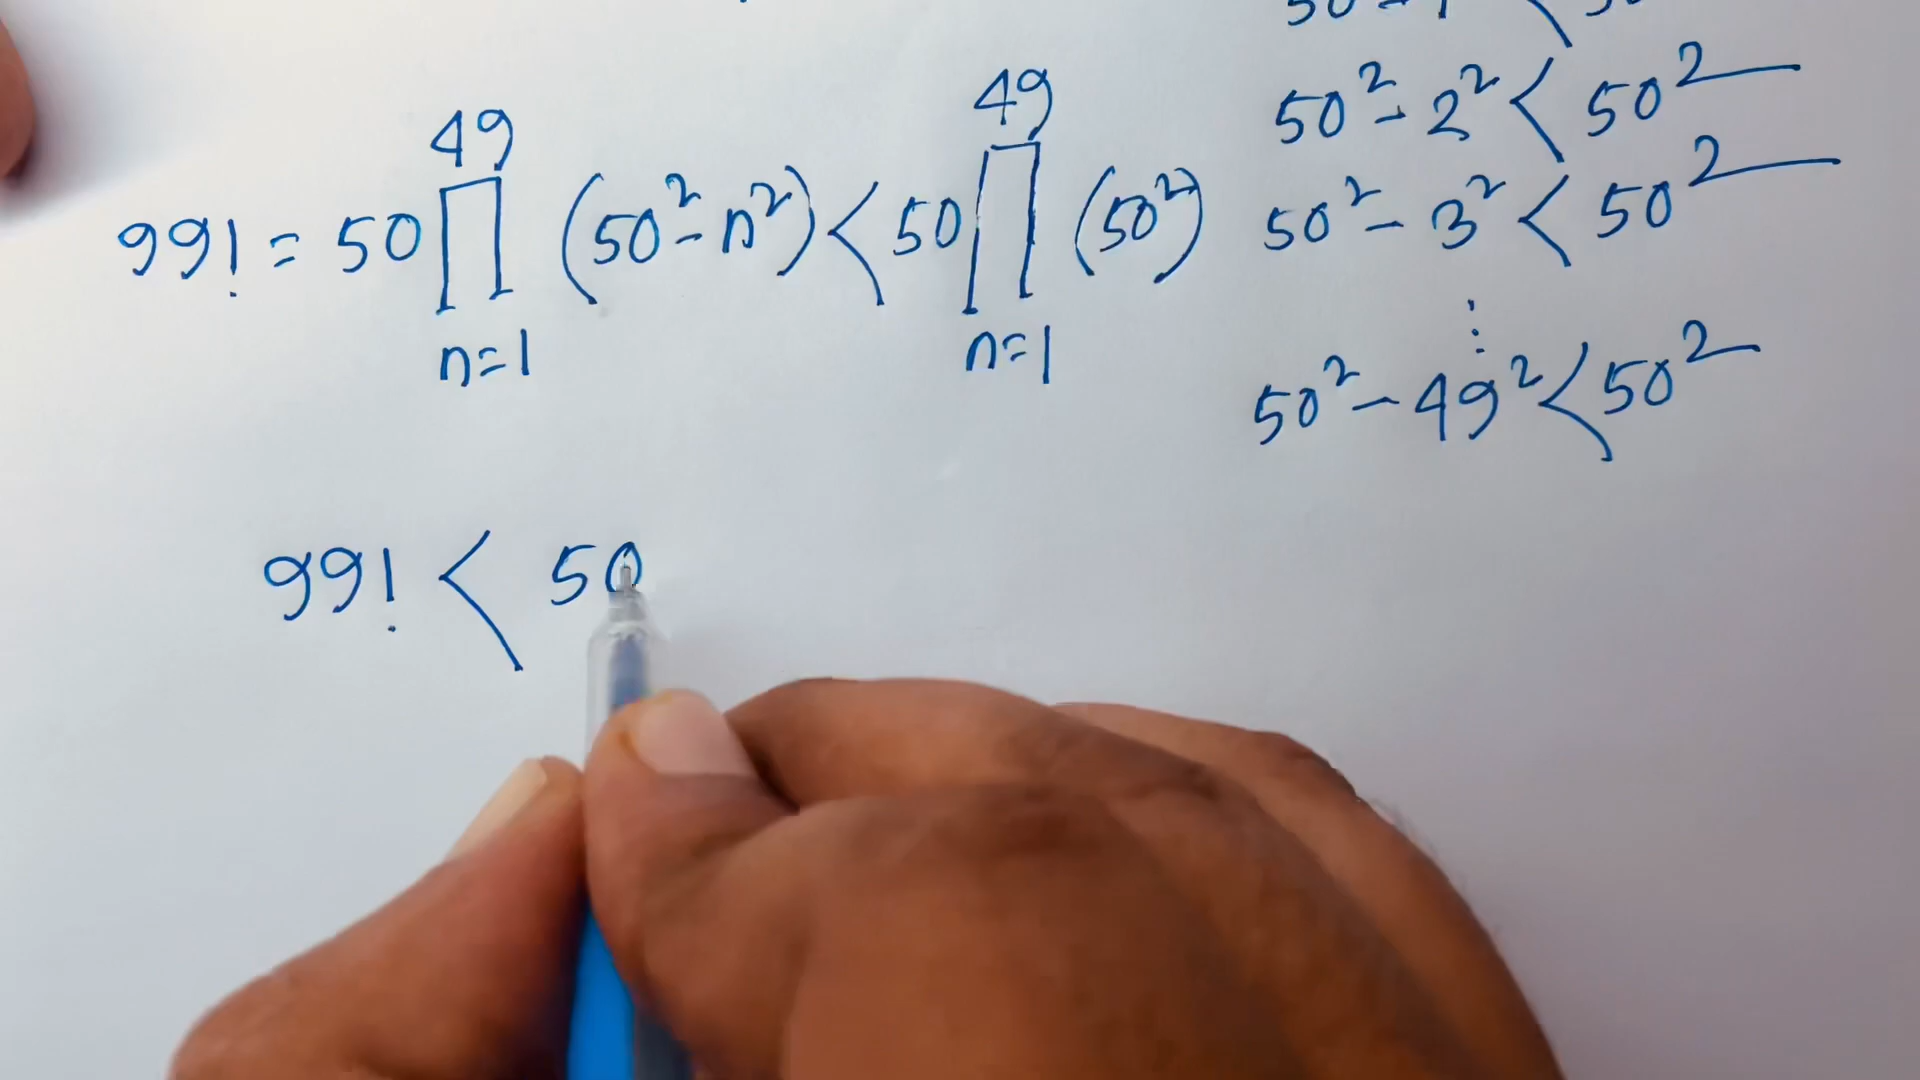 50² - 2² < 50²
50² - 3² < 50²
⋮
50² - 49² < 50²
49 49
99! = 50 ∏ (50² - n²) < 50 ∏ (50²)
n=1 n=1
99! < 50